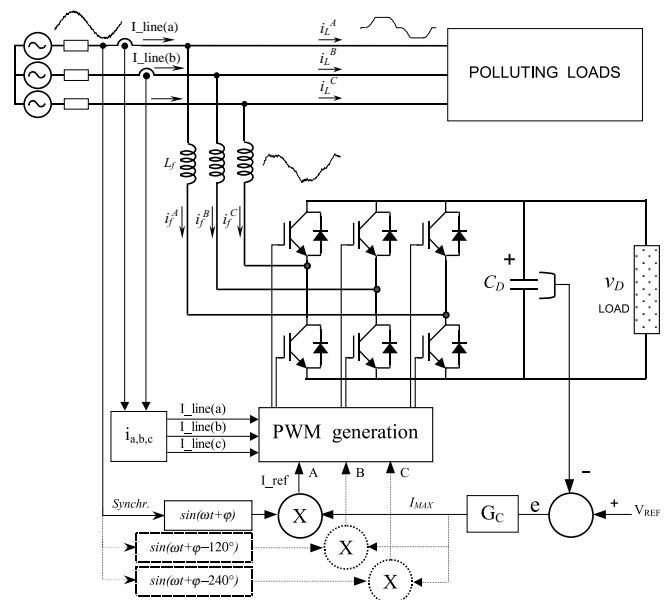 I_line(a)
i_L^A
I_line(b)
i_L^B
i_L^C
POLLUTING LOADS
L_f
i_f^A
i_f^B
i_f^C
+
C_D
v_D
LOAD
I_line(a)
I_line(b)
I_line(c)
i_a,b,c
PWM generation
I_ref
A
B
C
−
Synchr.
sin(ωt+φ)
X
I_MAX
G_C
e
+
V_REF
sin(ωt+φ−120°)
X
sin(ωt+φ−240°)
X